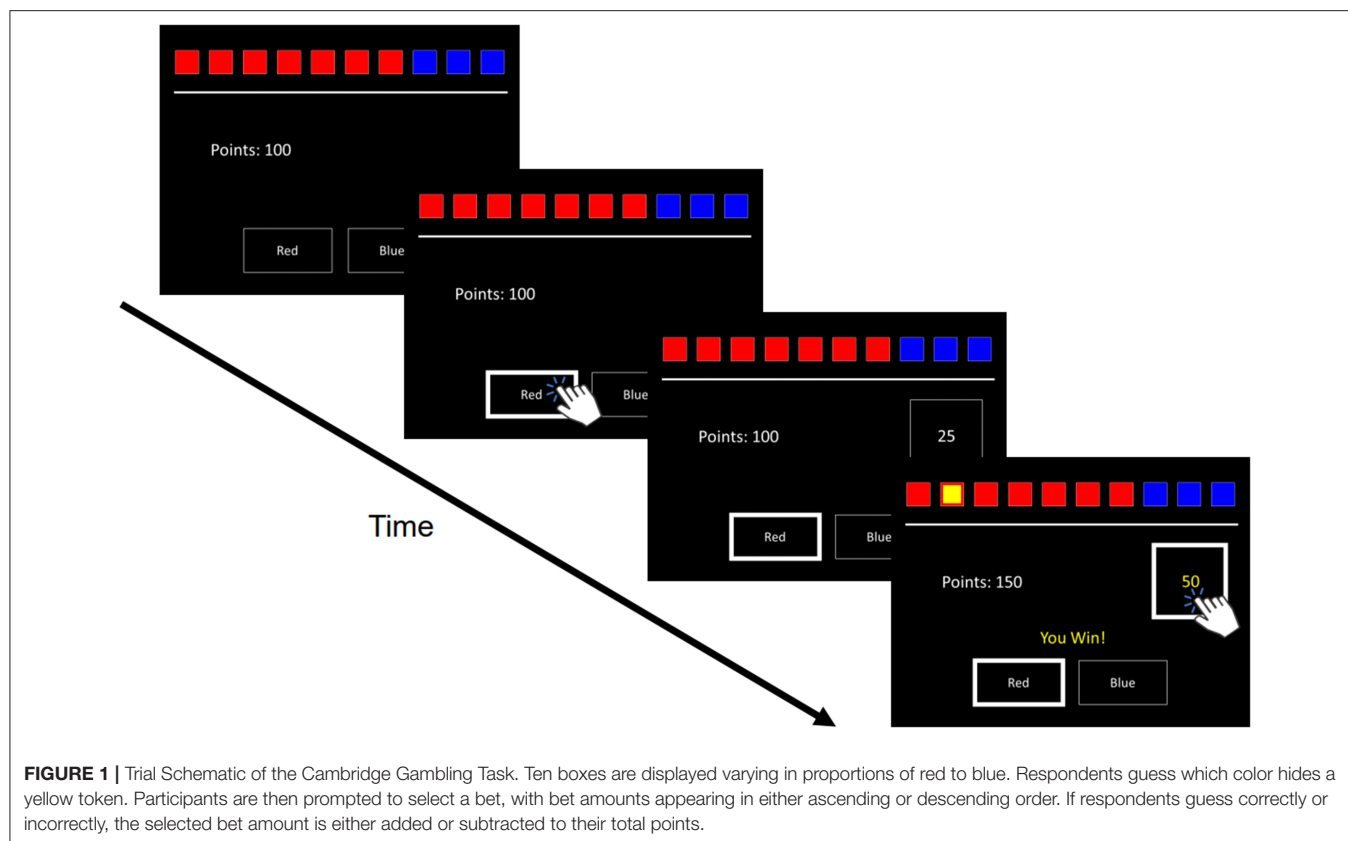 Points: 100
Red
Blue
Points: 100
Red
Blue
Points: 100
25
Red
Blue
Time
Points: 150
50
You Win!
Red
Blue
FIGURE 1 | Trial Schematic of the Cambridge Gambling Task. Ten boxes are displayed varying in proportions of red to blue. Respondents guess which color hides a
yellow token. Participants are then prompted to select a bet, with bet amounts appearing in either ascending or descending order. If respondents guess correctly or
incorrectly, the selected bet amount is either added or subtracted to their total points.